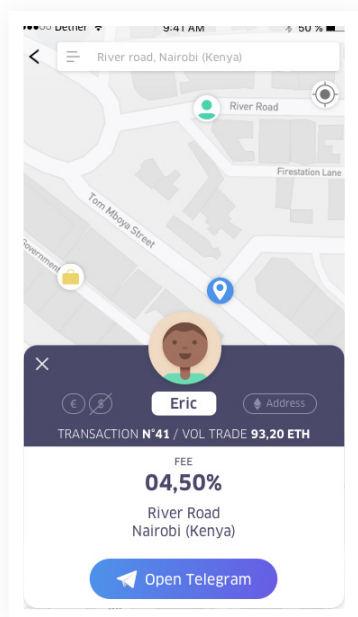 Dether
9:41 AM
50 %
River road, Nairobi (Kenya)
River Road
Firestation Lane
Tom Mboya Street
Government
€ $
Eric
Address
TRANSACTION N°41 / VOL TRADE 93,20 ETH
FEE
04,50%
River Road
Nairobi (Kenya)
Open Telegram